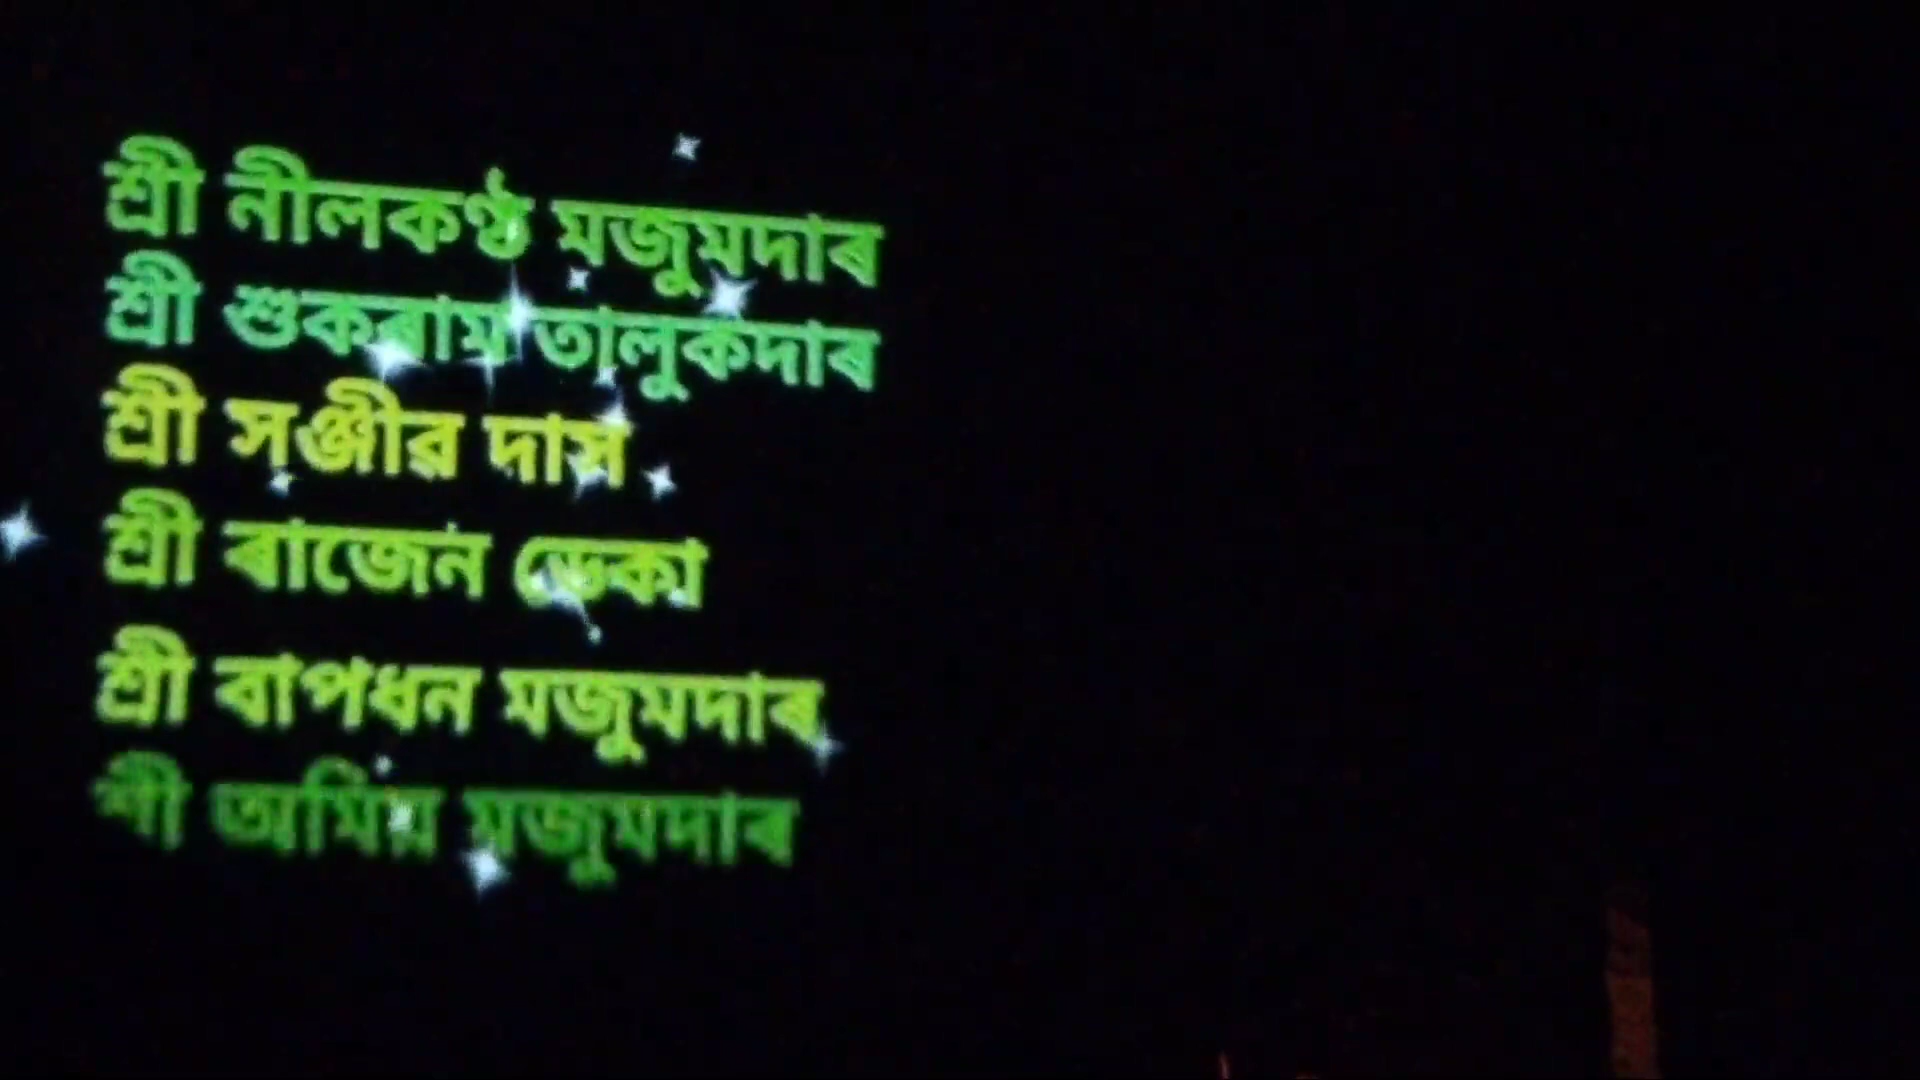 শ্ৰী নীলকণ্ঠ মজুমদাৰ
শ্ৰী শুকৰাম তালুকদাৰ
শ্ৰী সঞ্জীৱ দাস
শ্ৰী ৰাজেন ডেকা
শ্ৰী বাপধন মজুমদাৰ
শ্ৰী অমিয় মজুমদাৰ